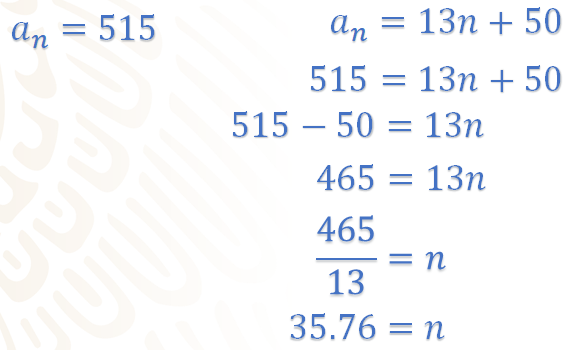 aₙ = 515
aₙ = 13n + 50
515 = 13n + 50
515 − 50 = 13n
465 = 13n
465/13 = n
35.76 = n